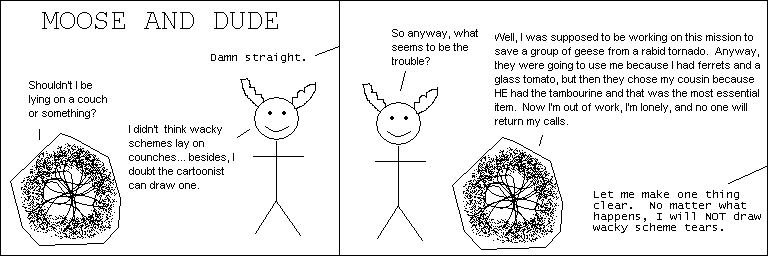 MOOSE AND DUDE
Damn straight.
Shouldn't I be
lying on a couch
or something?
I didn't think wacky
schemes lay on
counches... besides, I
doubt the cartoonist
can draw one.
So anyway, what
seems to be the
trouble?
Well, I was supposed to be working on this mission to
save a group of geese from a rabid tornado. Anyway,
they were going to use me because I had ferrets and a
glass tomato, but then they chose my cousin because
HE had the tambourine and that was the most essential
item. Now I'm out of work, I'm lonely, and no one will
return my calls.
Let me make one thing
clear. No matter what
happens, I will NOT draw
wacky scheme tears.